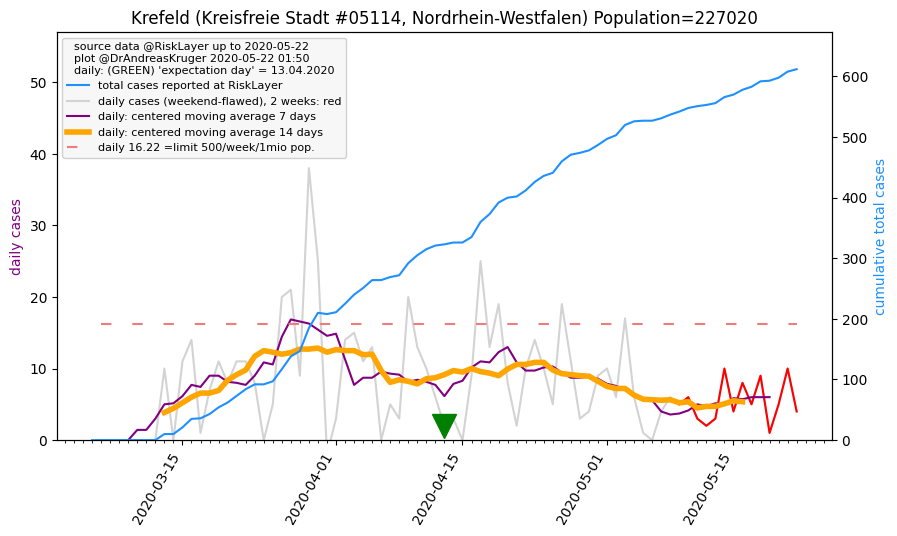 Krefeld (Kreisfreie Stadt #05114, Nordrhein-Westfalen) Population=227020
source data @RiskLayer up to 2020-05-22
plot @DrAndreasKruger 2020-05-22 01:50
daily: (GREEN) 'expectation day' = 13.04.2020
total cases reported at RiskLayer
daily cases (weekend-flawed), 2 weeks: red
daily: centered moving average 7 days
daily: centered moving average 14 days
daily 16.22 =limit 500/week/1mio pop.
daily cases
50
40
30
20
10
0
cumulative total cases
600
500
400
300
200
100
0
2020-03-15
2020-04-01
2020-04-15
2020-05-01
2020-05-15